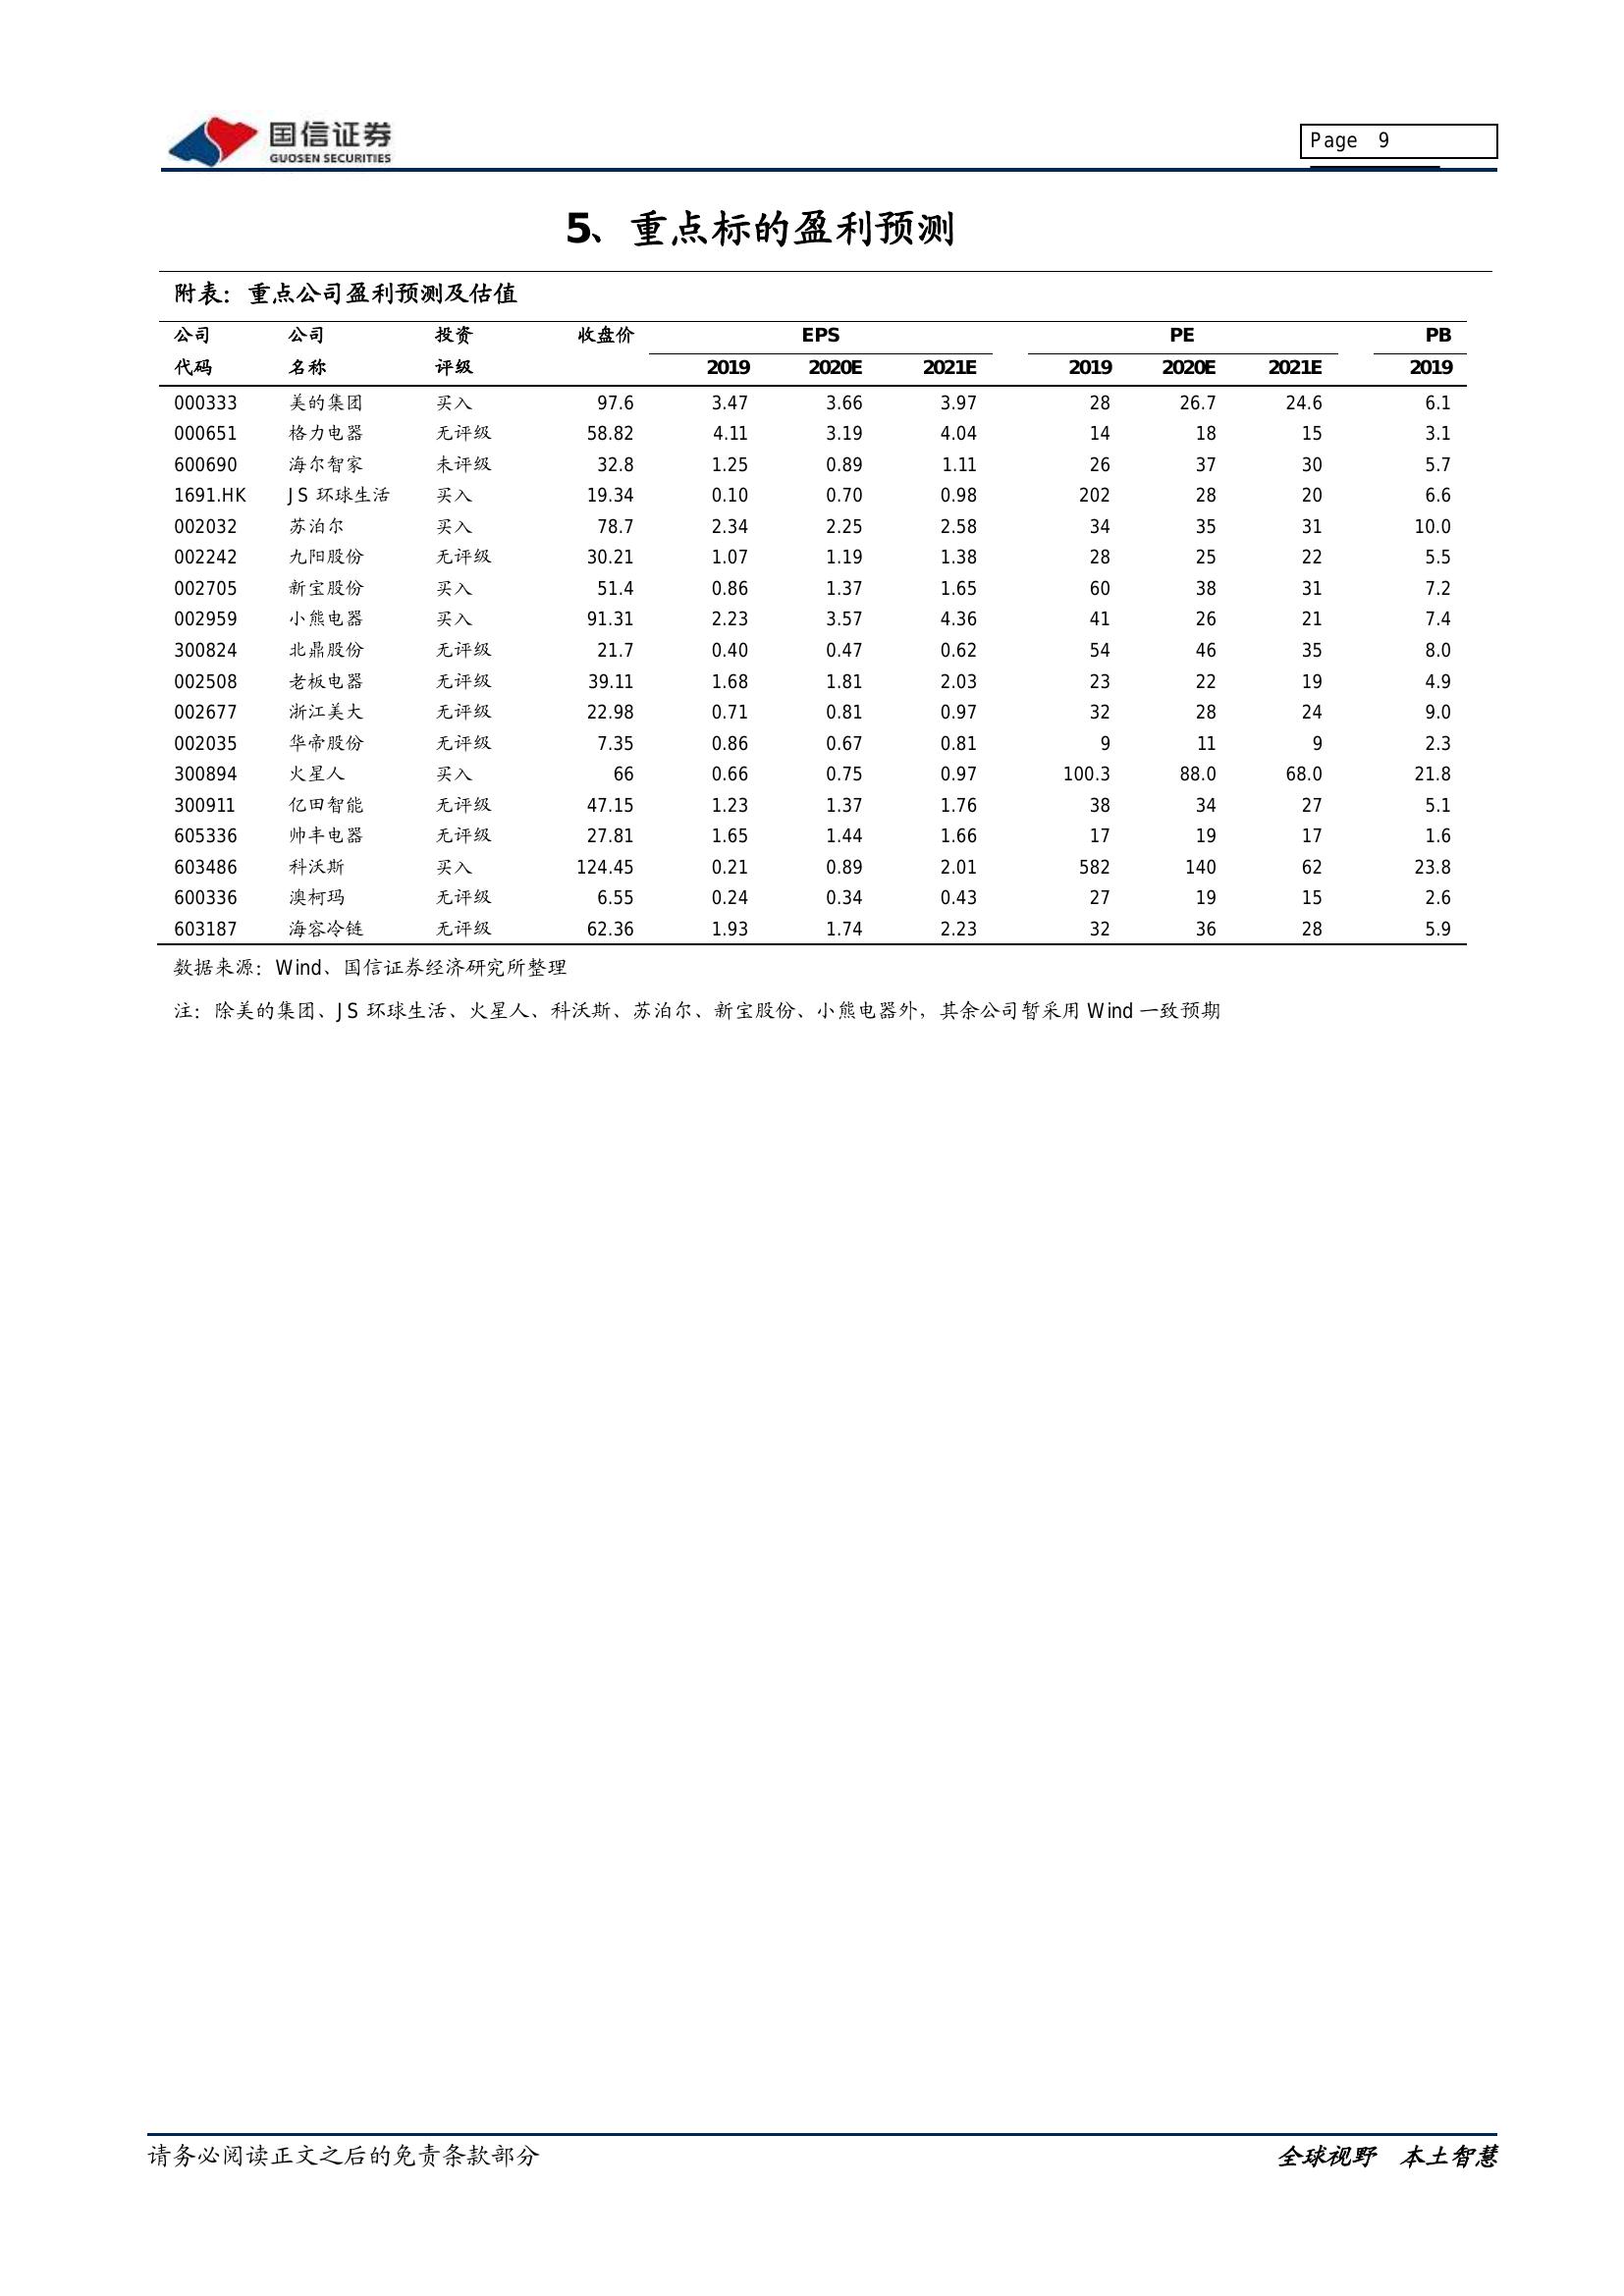 国信证券
GUOSEN SECURITIES
Page 9
5、重点标的盈利预测
附表：重点公司盈利预测及估值
公司 公司 投资 收盘价 EPS PE PB
代码 名称 评级 2019 2020E 2021E 2019 2020E 2021E 2019
000333 美的集团 买入 97.6 3.47 3.66 3.97 28 26.7 24.6 6.1
000651 格力电器 无评级 58.82 4.11 3.19 4.04 14 18 15 3.1
600690 海尔智家 未评级 32.8 1.25 0.89 1.11 26 37 30 5.7
1691.HK JS 环球生活 买入 19.34 0.10 0.70 0.98 202 28 20 6.6
002032 苏泊尔 买入 78.7 2.34 2.25 2.58 34 35 31 10.0
002242 九阳股份 无评级 30.21 1.07 1.19 1.38 28 25 22 5.5
002705 新宝股份 买入 51.4 0.86 1.37 1.65 60 38 31 7.2
002959 小熊电器 买入 91.31 2.23 3.57 4.36 41 26 21 7.4
300824 北鼎股份 无评级 21.7 0.40 0.47 0.62 54 46 35 8.0
002508 老板电器 无评级 39.11 1.68 1.81 2.03 23 22 19 4.9
002677 浙江美大 无评级 22.98 0.71 0.81 0.97 32 28 24 9.0
002035 华帝股份 无评级 7.35 0.86 0.67 0.81 9 11 9 2.3
300894 火星人 买入 66 0.66 0.75 0.97 100.3 88.0 68.0 21.8
300911 亿田智能 无评级 47.15 1.23 1.37 1.76 38 34 27 5.1
605336 帅丰电器 无评级 27.81 1.65 1.44 1.66 17 19 17 1.6
603486 科沃斯 买入 124.45 0.21 0.89 2.01 582 140 62 23.8
600336 澳柯玛 无评级 6.55 0.24 0.34 0.43 27 19 15 2.6
603187 海容冷链 无评级 62.36 1.93 1.74 2.23 32 36 28 5.9
数据来源：Wind、国信证券经济研究所整理
注：除美的集团、JS 环球生活、火星人、科沃斯、苏泊尔、新宝股份、小熊电器外，其余公司暂采用 Wind 一致预期
请务必阅读正文之后的免责条款部分 全球视野 本土智慧